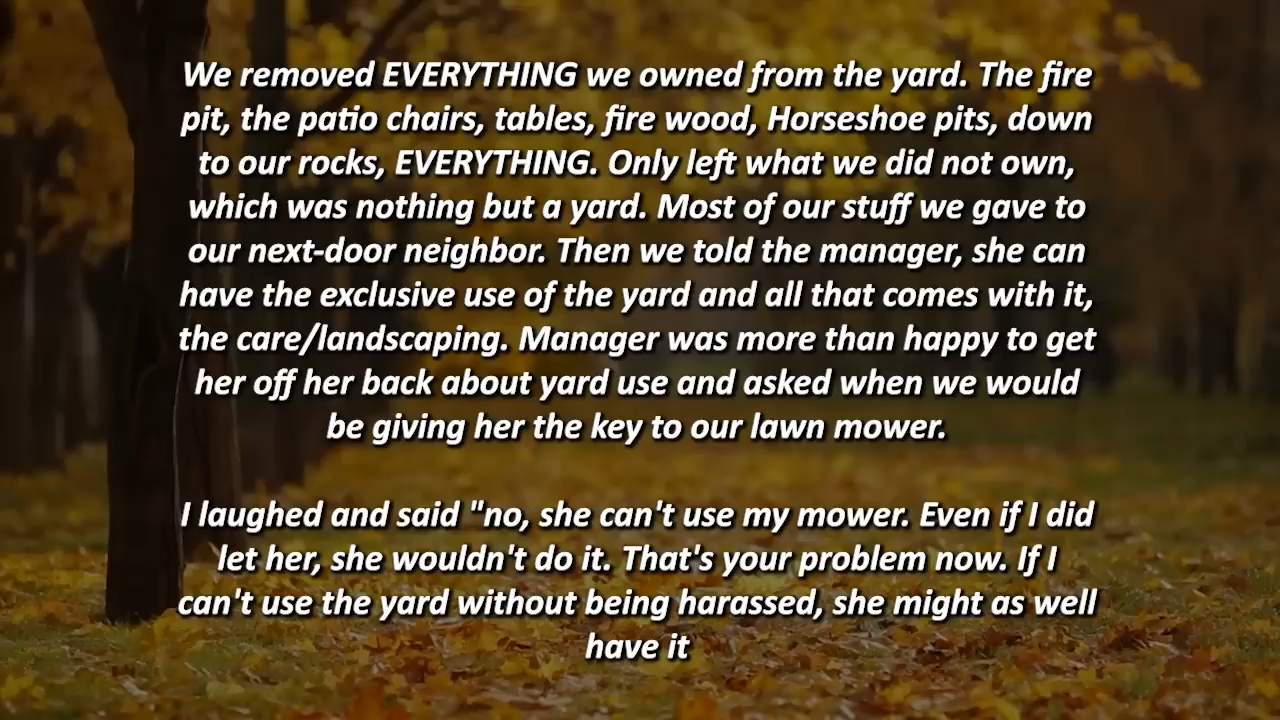 We removed EVERYTHING we owned from the yard. The fire
pit, the patio chairs, tables, fire wood, Horseshoe pits, down
to our rocks, EVERYTHING. Only left what we did not own,
which was nothing but a yard. Most of our stuff we gave to
our next-door neighbor. Then we told the manager, she can
have the exclusive use of the yard and all that comes with it,
the care/landscaping. Manager was more than happy to get
her off her back about yard use and asked when we would
be giving her the key to our lawn mower.
I laughed and said "no, she can't use my mower. Even if I did
let her, she wouldn't do it. That's your problem now. If I
can't use the yard without being harassed, she might as well
have it